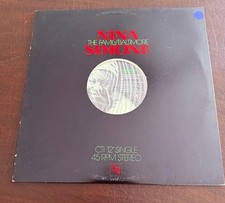 NINA
THE FAMILY/BALTIMORE
SIMONE
CTI 12" SINGLE
45 RPM STEREO